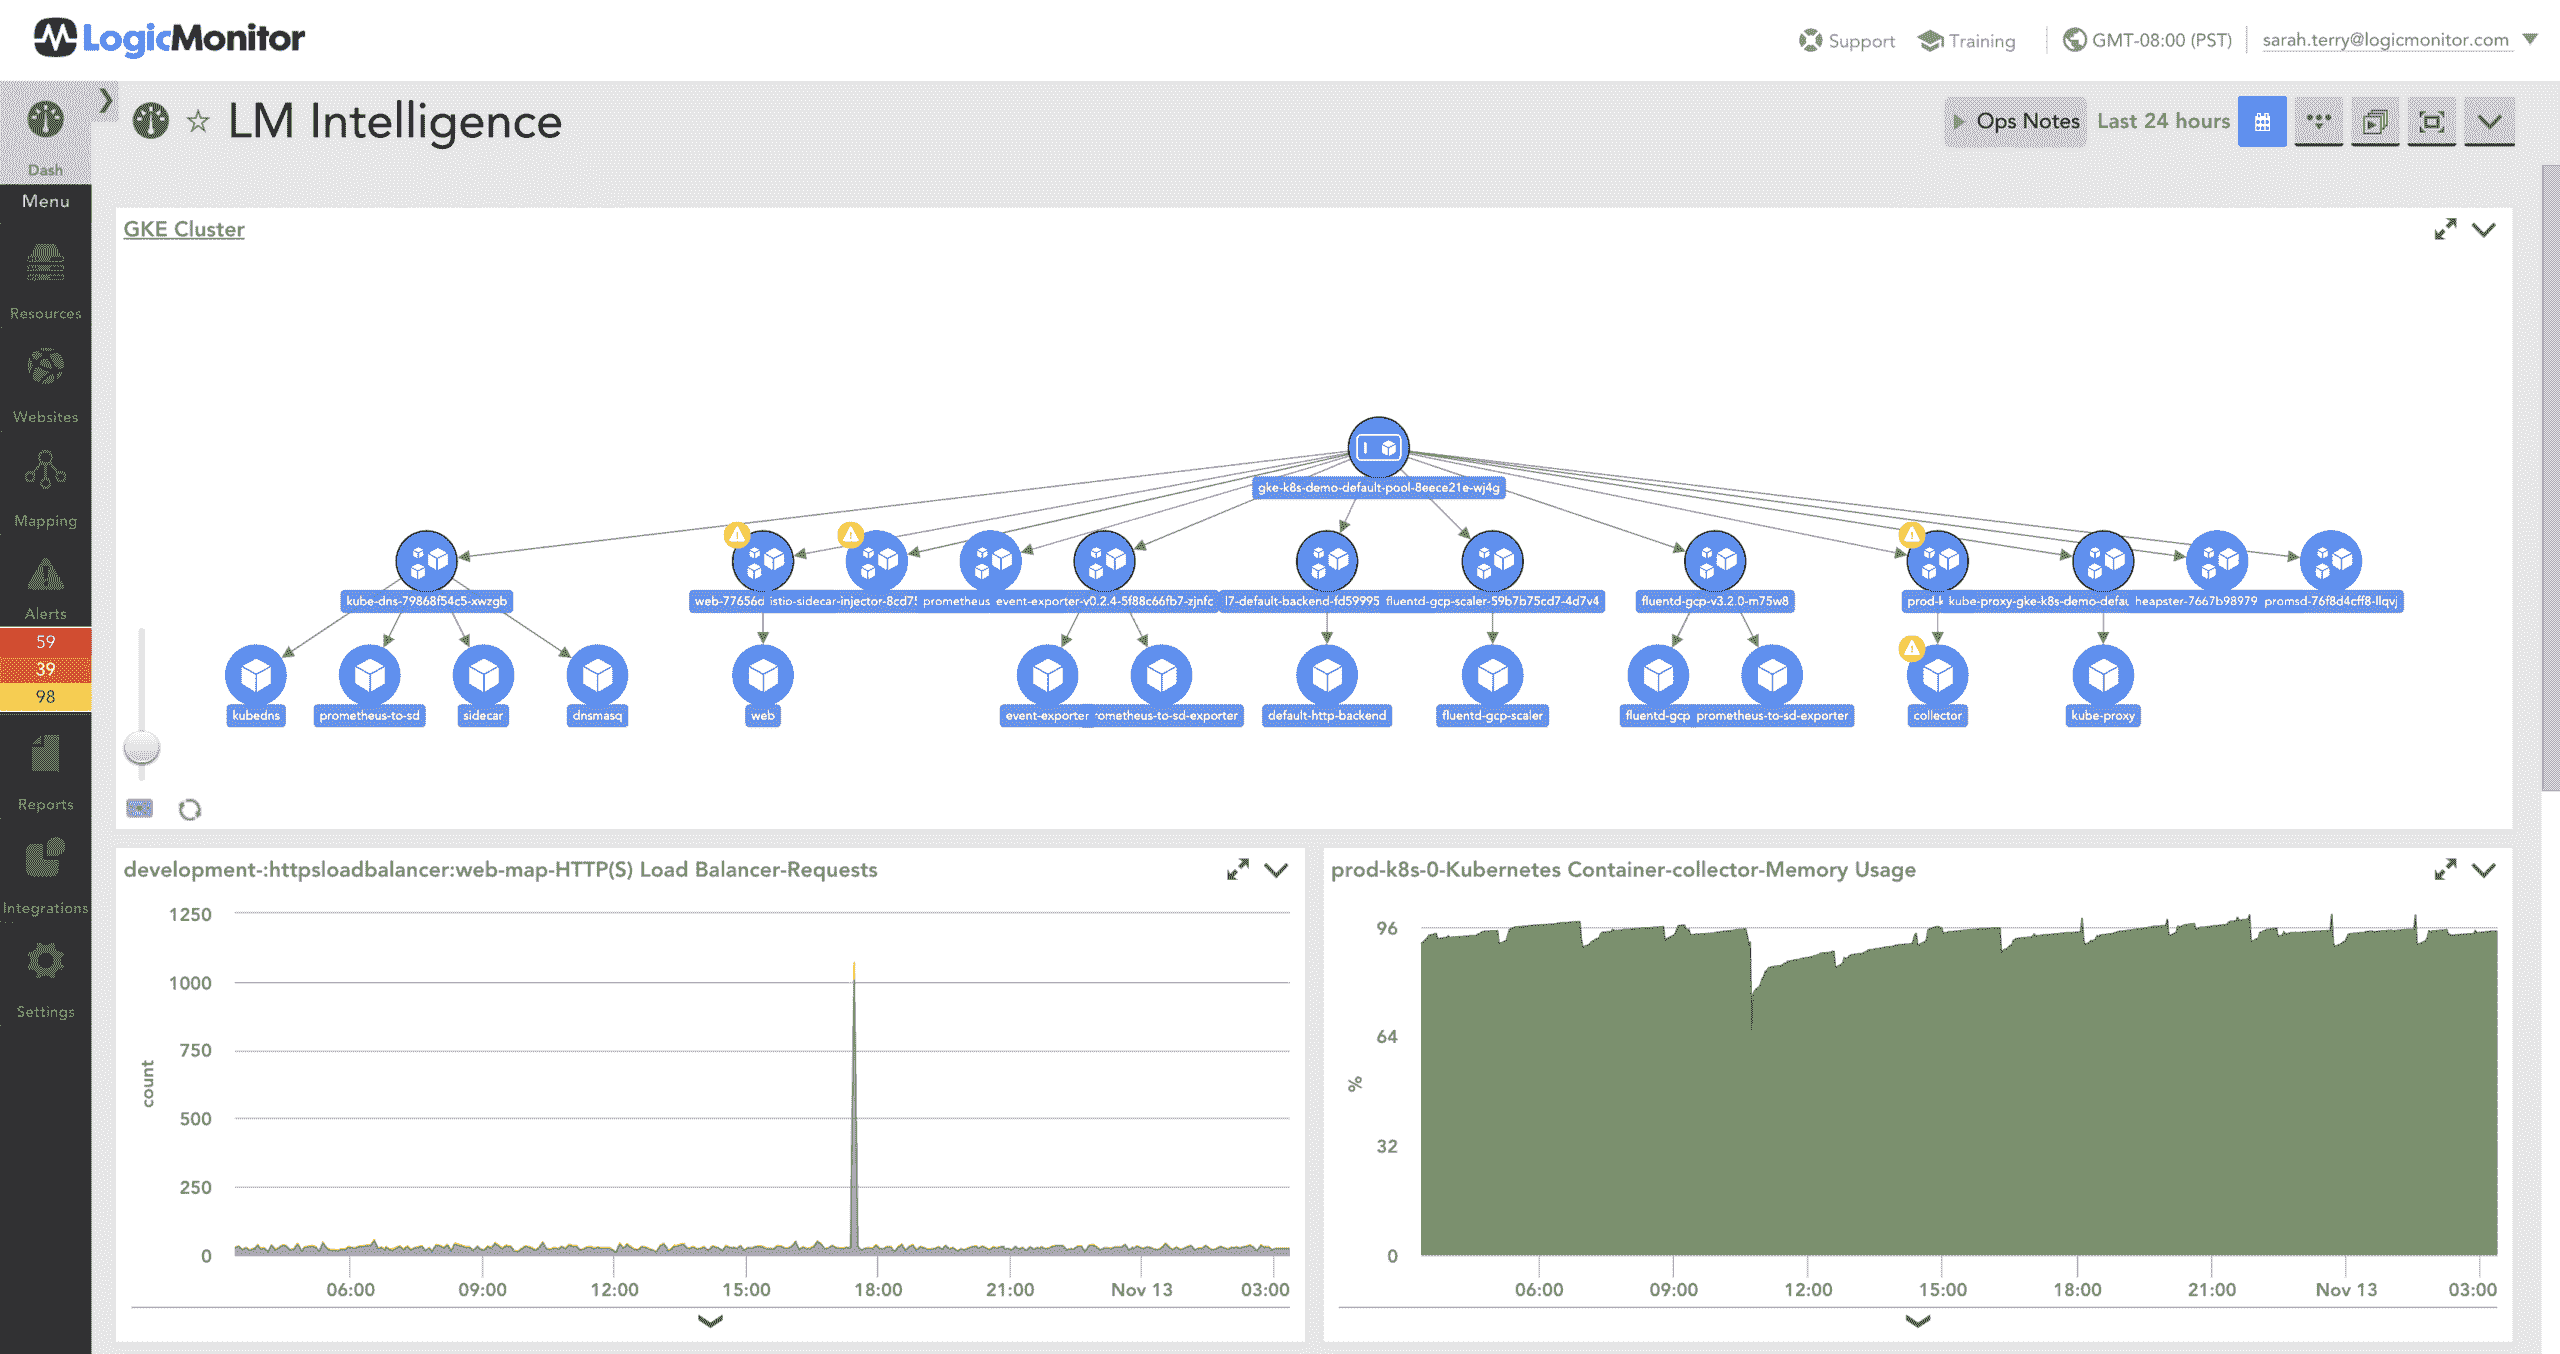 LogicMonitor
Support
Training
GMT-08:00 (PST)
sarah.terry@logicmonitor.com
Dash
Menu
Resources
Websites
Mapping
Alerts
59
39
98
Reports
Integrations
Settings
LM Intelligence
Ops Notes
Last 24 hours
GKE Cluster
gke-k8s-demo-default-pool-8eece21e-wj4g
kube-dns-79868f54c5-xwzgb
istio-sidecar-injector-8cd7
prometheus
event-exporter-v0.2.4-5f88c66fb7-zjnfc
l7-default-backend-fd59995
fluentd-gcp-scaler-59b7b75cd7-4d7v4
fluentd-gcp-v3.2.0-m75w8
prod-k
kube-proxy-gke-k8s-demo-defau
heapster-7667b98979
promsd-76f8d4cff8-llqvj
kubedns
prometheus-to-sd
sidecar
dnsmasq
web
event-exporter
rometheus-to-sd-exporter
default-http-backend
fluentd-gcp-scaler
fluentd-gcp
prometheus-to-sd-exporter
collector
kube-proxy
development-:httpsloadbalancer:web-map-HTTP(S) Load Balancer-Requests
1250
1000
750
500
250
0
count
06:00 09:00 12:00 15:00 18:00 21:00 Nov 13 03:00
prod-k8s-0-Kubernetes Container-collector-Memory Usage
96
64
32
0
%
06:00 09:00 12:00 15:00 18:00 21:00 Nov 13 03:00